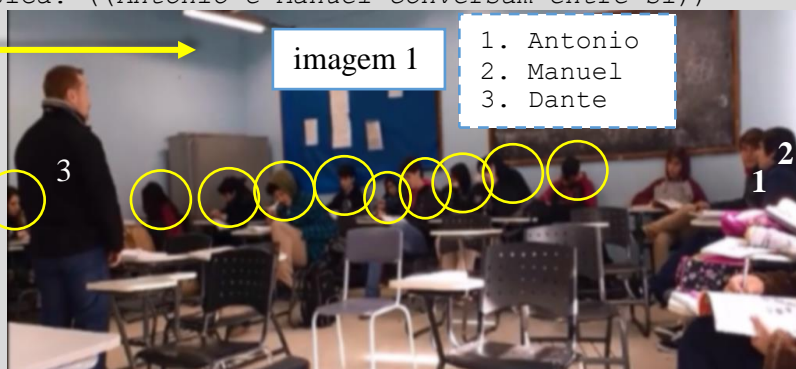 ((Antonio e Manuel conversam entre si))
imagem 1
1. Antonio
2. Manuel
3. Dante
3
2
1